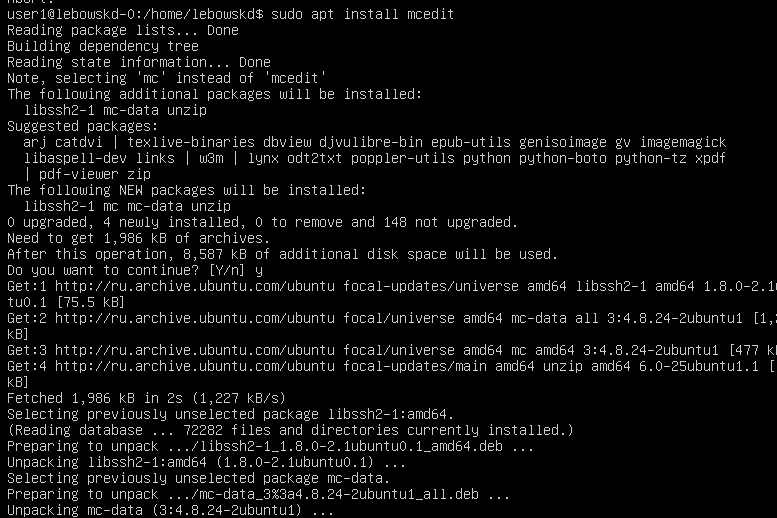 user1@lebowskd-0:/home/lebowskd$ sudo apt install mcedit
Reading package lists... Done
Building dependency tree
Reading state information... Done
Note, selecting 'mc' instead of 'mcedit'
The following additional packages will be installed:
  libssh2-1 mc-data unzip
Suggested packages:
  arj catdvi | texlive-binaries dbview djvulibre-bin epub-utils genisoimage gv imagemagick
  libaspell-dev links | w3m | lynx odt2txt poppler-utils python python-boto python-tz xpdf
  | pdf-viewer zip
The following NEW packages will be installed:
  libssh2-1 mc mc-data unzip
0 upgraded, 4 newly installed, 0 to remove and 148 not upgraded.
Need to get 1,986 kB of archives.
After this operation, 8,587 kB of additional disk space will be used.
Do you want to continue? [Y/n] y
Get:1 http://ru.archive.ubuntu.com/ubuntu focal-updates/universe amd64 libssh2-1 amd64 1.8.0-2.1u
tu0.1 [75.5 kB]
Get:2 http://ru.archive.ubuntu.com/ubuntu focal/universe amd64 mc-data all 3:4.8.24-2ubuntu1 [1,
kB]
Get:3 http://ru.archive.ubuntu.com/ubuntu focal/universe amd64 mc amd64 3:4.8.24-2ubuntu1 [477 k
Get:4 http://ru.archive.ubuntu.com/ubuntu focal-updates/main amd64 unzip amd64 6.0-25ubuntu1.1 [
kB]
Fetched 1,986 kB in 2s (1,227 kB/s)
Selecting previously unselected package libssh2-1:amd64.
(Reading database ... 72282 files and directories currently installed.)
Preparing to unpack .../libssh2-1_1.8.0-2.1ubuntu0.1_amd64.deb ...
Unpacking libssh2-1:amd64 (1.8.0-2.1ubuntu0.1) ...
Selecting previously unselected package mc-data.
Preparing to unpack .../mc-data_3%3a4.8.24-2ubuntu1_all.deb ...
Unpacking mc-data (3:4.8.24-2ubuntu1) ...